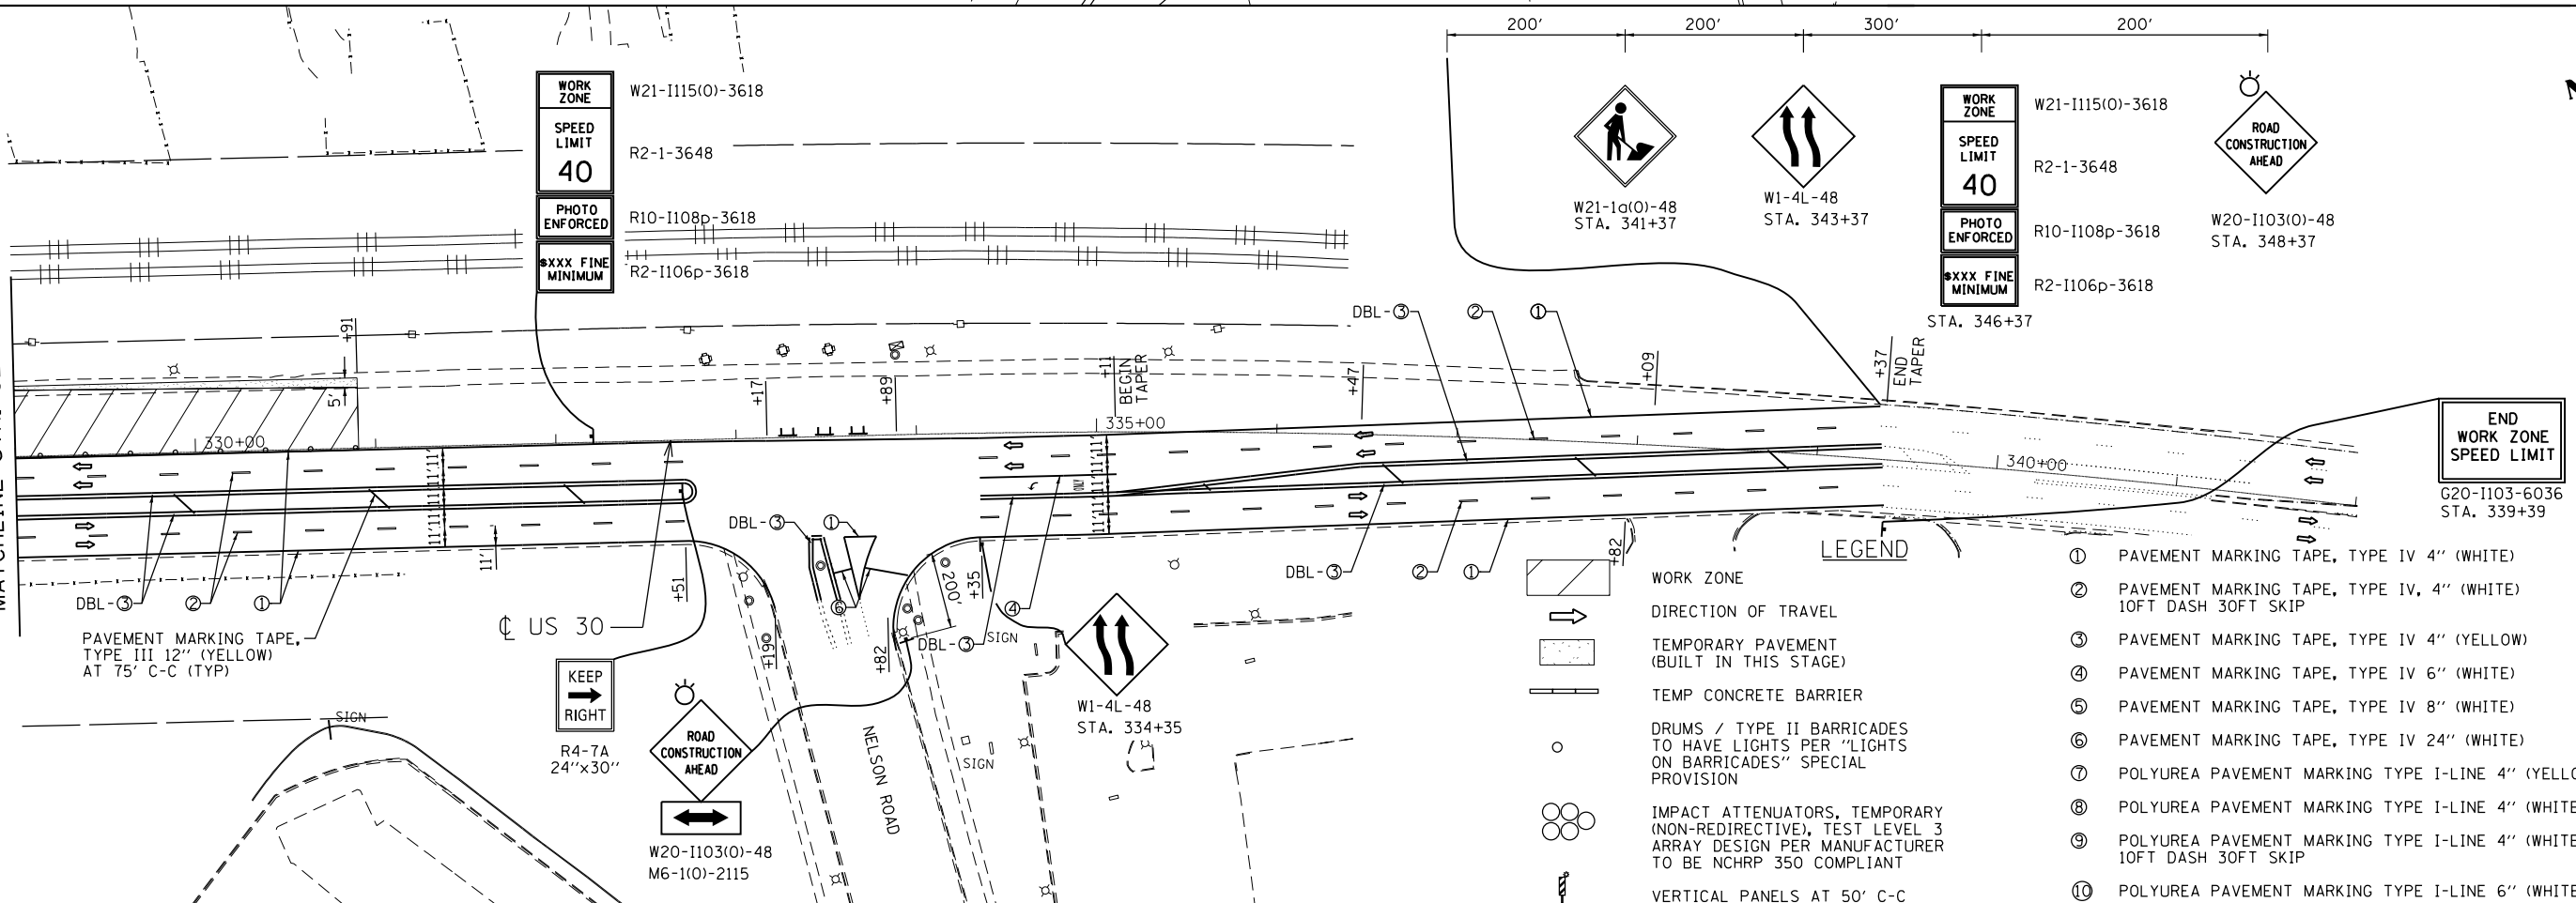 200' 200' 300' 200'
WORK
ZONE
SPEED
LIMIT
40
PHOTO
ENFORCED
$XXX FINE
MINIMUM
W21-I115(O)-3618
R2-1-3648
R10-I108p-3618
R2-I106p-3618
W21-1a(O)-48
STA. 341+37
W1-4L-48
STA. 343+37
WORK
ZONE
SPEED
LIMIT
40
PHOTO
ENFORCED
$XXX FINE
MINIMUM
W21-I115(O)-3618
R2-1-3648
R10-I108p-3618
R2-I106p-3618
STA. 346+37
ROAD
CONSTRUCTION
AHEAD
W20-I103(O)-48
STA. 348+37
DBL-③ ② ①
+91
5'
+17
+89
+11
BEGIN
TAPER
+47
+09
+37
END
TAPER
330+00
335+00
340+00
11' 11' 11' 11' 11'
11'
ONLY
11' 11' 11' 11' 11'
END
WORK ZONE
SPEED LIMIT
G20-I103-6036
STA. 339+39
DBL-③ ② ①
PAVEMENT MARKING TAPE,
TYPE III 12" (YELLOW)
AT 75' C-C (TYP)
℄ US 30
+51
DBL-③ ①
⑥
+19
+82
200'
+35
④
DBL-③
SIGN
DBL-③ ② ①
+82
KEEP
RIGHT
R4-7A
24"x30"
ROAD
CONSTRUCTION
AHEAD
W20-I103(O)-48
M6-1(O)-2115
NELSON ROAD
W1-4L-48
STA. 334+35
SIGN
SIGN
LEGEND
WORK ZONE
DIRECTION OF TRAVEL
TEMPORARY PAVEMENT
(BUILT IN THIS STAGE)
TEMP CONCRETE BARRIER
DRUMS / TYPE II BARRICADES
TO HAVE LIGHTS PER "LIGHTS
ON BARRICADES" SPECIAL
PROVISION
IMPACT ATTENUATORS, TEMPORARY
(NON-REDIRECTIVE), TEST LEVEL 3
ARRAY DESIGN PER MANUFACTURER
TO BE NCHRP 350 COMPLIANT
VERTICAL PANELS AT 50' C-C
① PAVEMENT MARKING TAPE, TYPE IV 4" (WHITE)
② PAVEMENT MARKING TAPE, TYPE IV, 4" (WHITE)
10FT DASH 30FT SKIP
③ PAVEMENT MARKING TAPE, TYPE IV 4" (YELLOW)
④ PAVEMENT MARKING TAPE, TYPE IV 6" (WHITE)
⑤ PAVEMENT MARKING TAPE, TYPE IV 8" (WHITE)
⑥ PAVEMENT MARKING TAPE, TYPE IV 24" (WHITE)
⑦ POLYUREA PAVEMENT MARKING TYPE I-LINE 4"
⑧ POLYUREA PAVEMENT MARKING TYPE I-LINE 4" (WHITE
⑨ POLYUREA PAVEMENT MARKING TYPE I-LINE 4" (WHITE
10FT DASH 30FT SKIP
⑩ POLYUREA PAVEMENT MARKING TYPE I-LINE 6" (WHITE